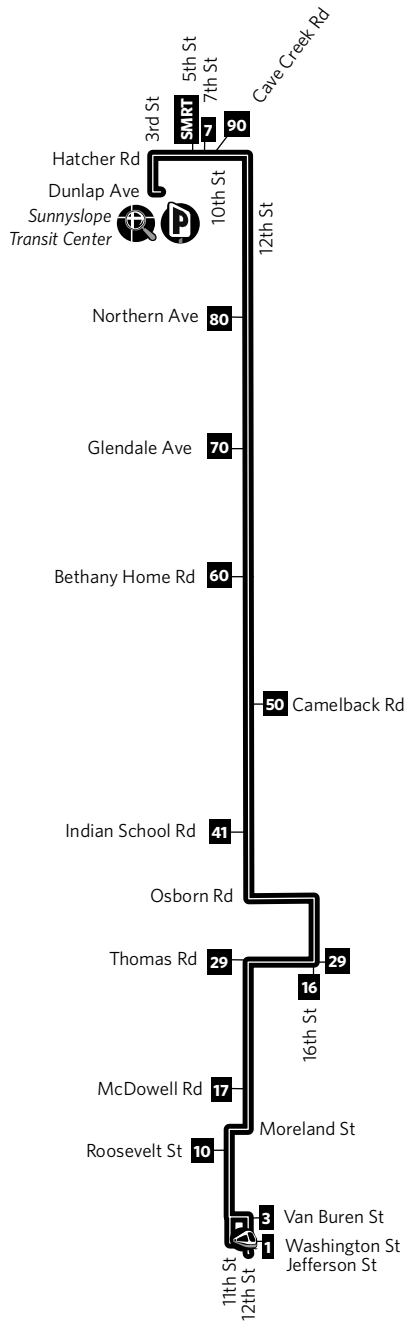 Cave Creek Rd
5th St
7th St
3rd St
SMRT
7
90
Hatcher Rd
Dunlap Ave
Sunnyslope
Transit Center
P
10th St
12th St
Northern Ave
80
Glendale Ave
70
Bethany Home Rd
60
50
Camelback Rd
Indian School Rd
41
Osborn Rd
Thomas Rd
29
29
16
16th St
McDowell Rd
17
Moreland St
Roosevelt St
10
3
Van Buren St
1
Washington St
Jefferson St
11th St
12th St